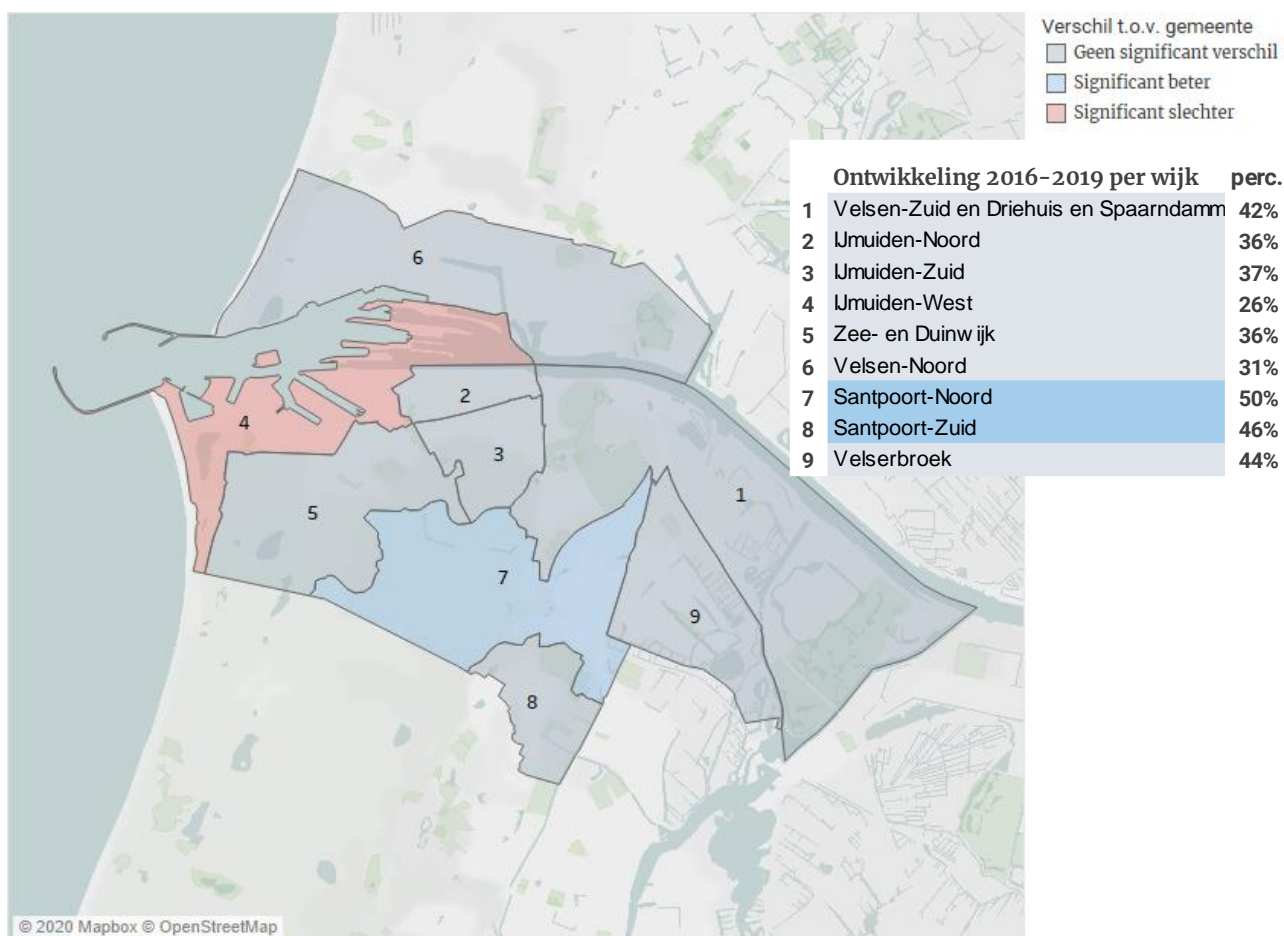 Verschil t.o.v. gemeente
Geen significant verschil
Significant beter
Significant slechter
Ontwikkeling 2016-2019 per wijk perc.
1 Velsen-Zuid en Driehuis en Spaarndamm 42%
2 IJmuiden-Noord 36%
3 IJmuiden-Zuid 37%
4 IJmuiden-West 26%
5 Zee- en Duinwijk 36%
6 Velsen-Noord 31%
7 Santpoort-Noord 50%
8 Santpoort-Zuid 46%
9 Velserbroek 44%
6
2
4
3
1
5
7
9
8
© 2020 Mapbox © OpenStreetMap